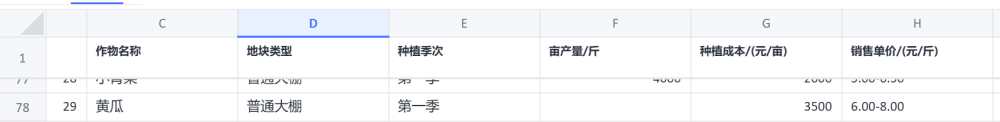 C D E F G H
1 作物名称 地块类型 种植季次 亩产量/斤 种植成本/(元/亩) 销售单价/(元/斤)
77 28 小青菜 普通大棚 第一季 4000 2000
78 29 黄瓜 普通大棚 第一季 3500 6.00-8.00